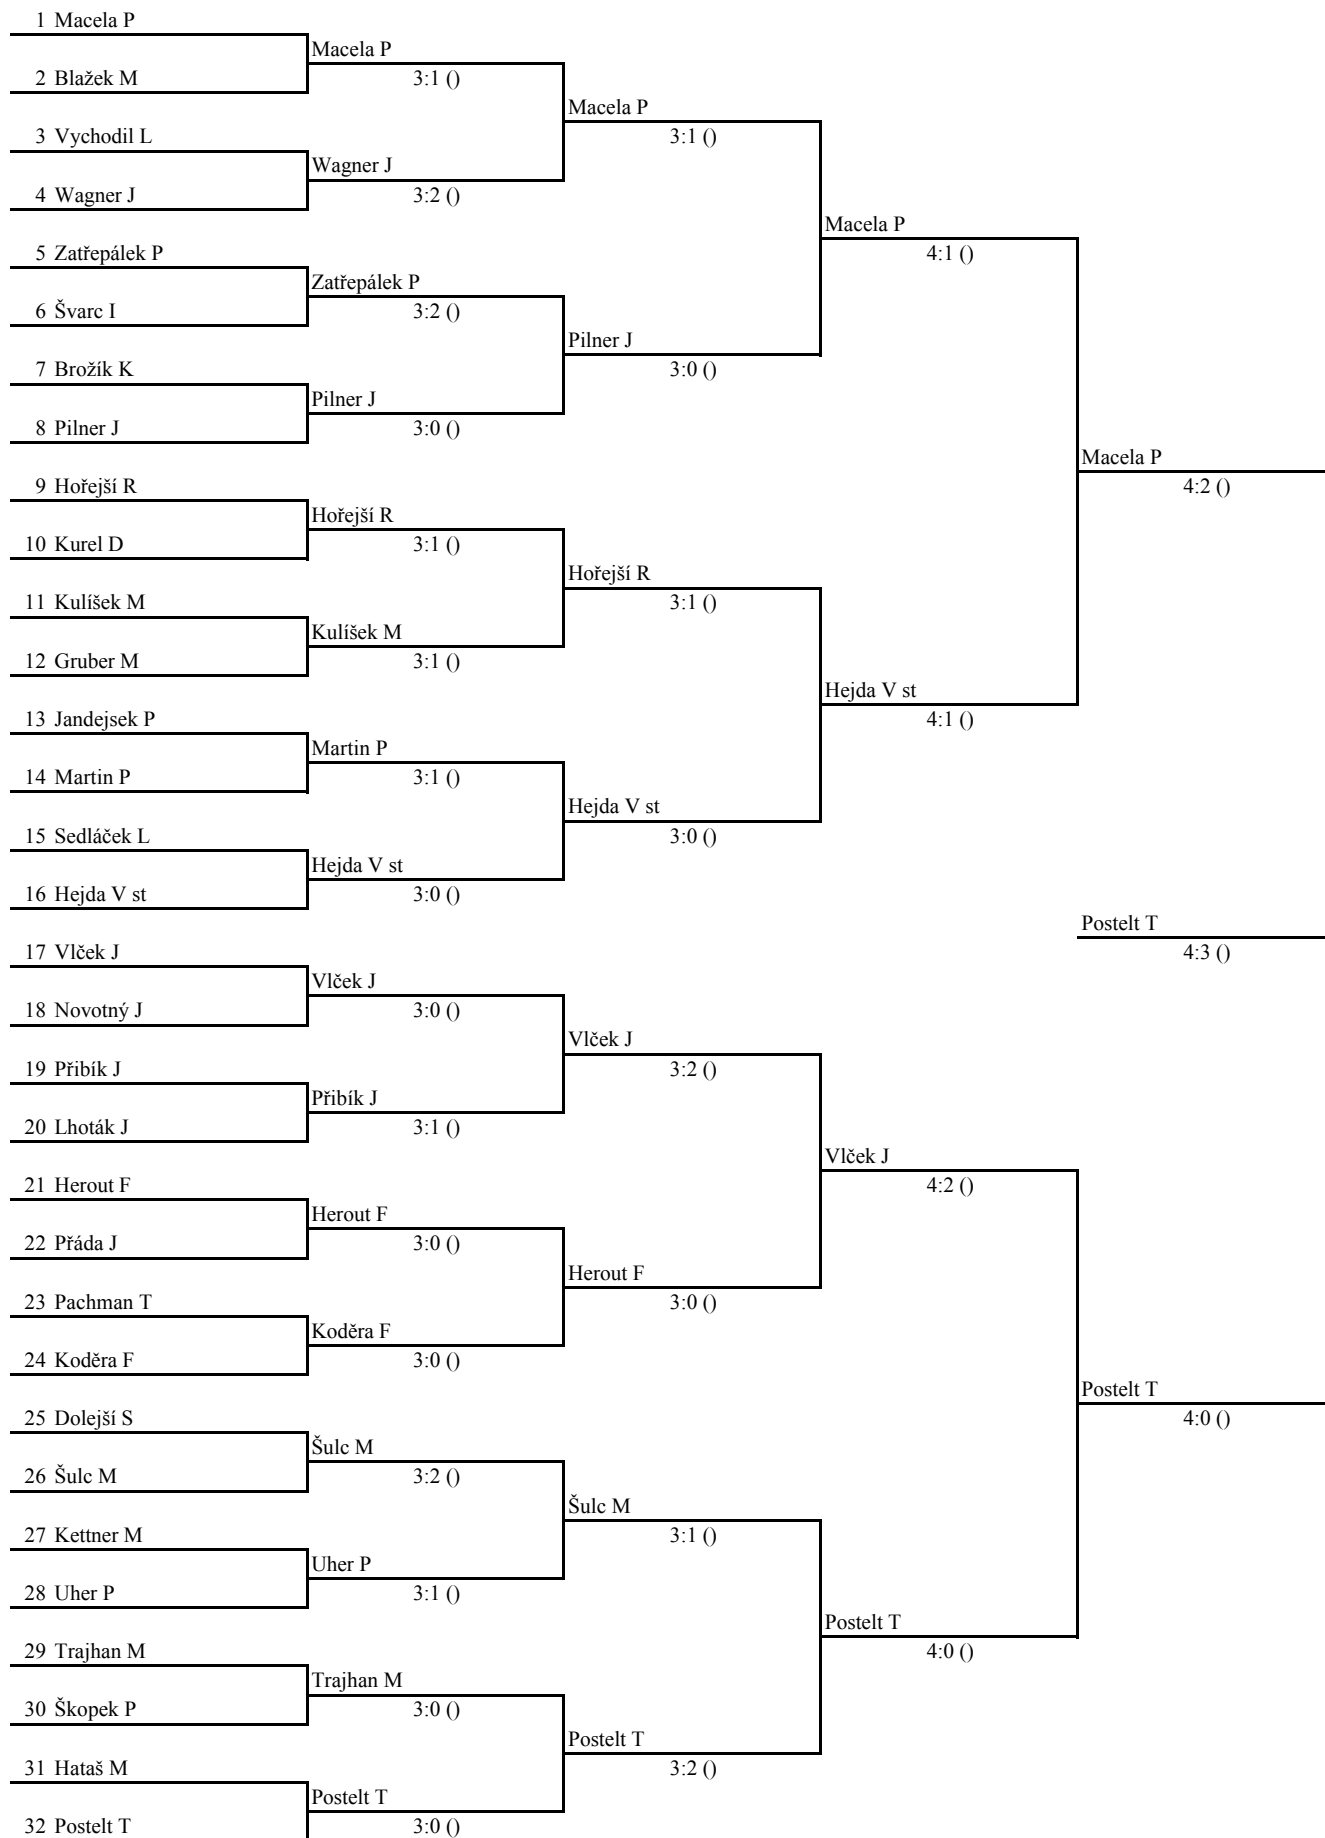 1 Macela P
Macela P
2 Blažek M
3:1 ()
Macela P
3 Vychodil L
3:1 ()
Wagner J
4 Wagner J
3:2 ()
Macela P
5 Zatřepálek P
4:1 ()
Zatřepálek P
6 Švarc I
3:2 ()
Pilner J
7 Brožík K
3:0 ()
Pilner J
8 Pilner J
3:0 ()
Macela P
9 Hořejší R
4:2 ()
Hořejší R
10 Kurel D
3:1 ()
Hořejší R
11 Kulíšek M
3:1 ()
Kulíšek M
12 Gruber M
3:1 ()
Hejda V st
13 Jandejsek P
4:1 ()
Martin P
14 Martin P
3:1 ()
Hejda V st
15 Sedláček L
3:0 ()
Hejda V st
16 Hejda V st
3:0 ()
Postelt T
17 Vlček J
4:3 ()
Vlček J
18 Novotný J
3:0 ()
Vlček J
19 Přibík J
3:2 ()
Přibík J
20 Lhoták J
3:1 ()
Vlček J
21 Herout F
4:2 ()
Herout F
22 Přáda J
3:0 ()
Herout F
23 Pachman T
3:0 ()
Koděra F
24 Koděra F
3:0 ()
Postelt T
25 Dolejší S
4:0 ()
Šulc M
26 Šulc M
3:2 ()
Šulc M
27 Kettner M
3:1 ()
Uher P
28 Uher P
3:1 ()
Postelt T
29 Trajhan M
4:0 ()
Trajhan M
30 Škopek P
3:0 ()
Postelt T
31 Hataš M
3:2 ()
Postelt T
32 Postelt T
3:0 ()